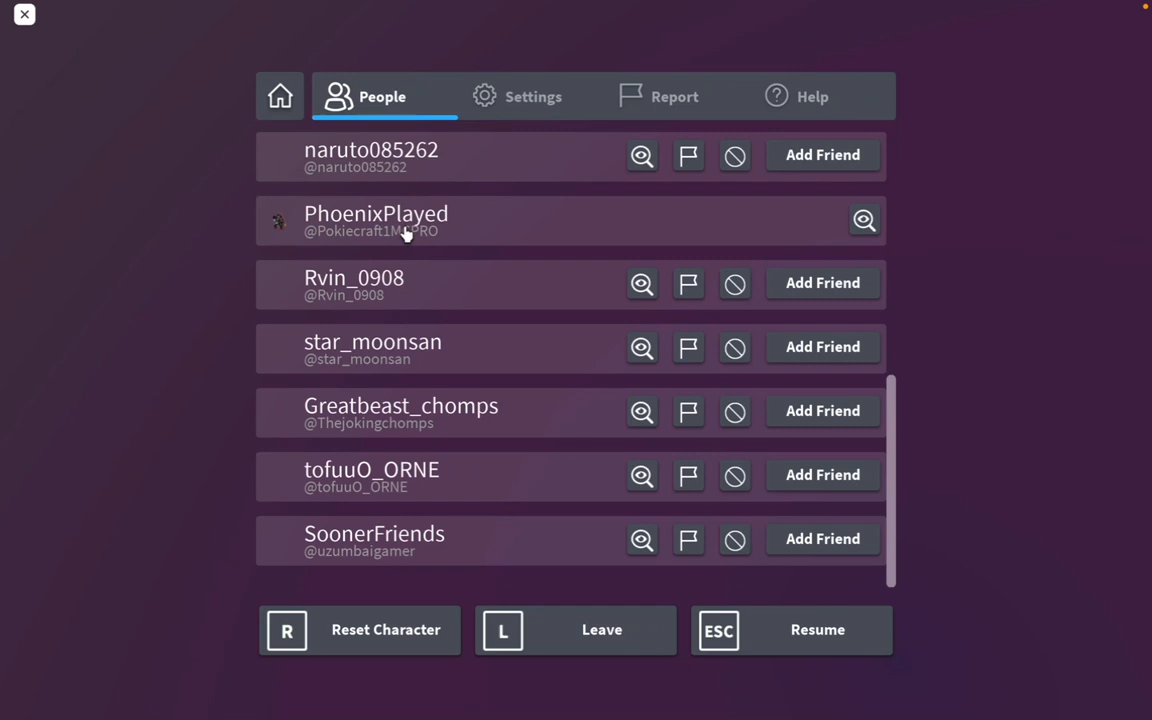 People
Settings
Report
Help
naruto085262
@naruto085262
Add Friend
PhoenixPlayed
Rvin_0908
@Rvin_0908
Add Friend
star_moonsan
@star_moonsan
Add Friend
Greatbeast_chomps
@Thejokingchomps
Add Friend
tofuuO_ORNE
@tofuuO_ORNE
Add Friend
SoonerFriends
@uzumbaigamer
Add Friend
R Reset Character
L Leave
ESC Resume